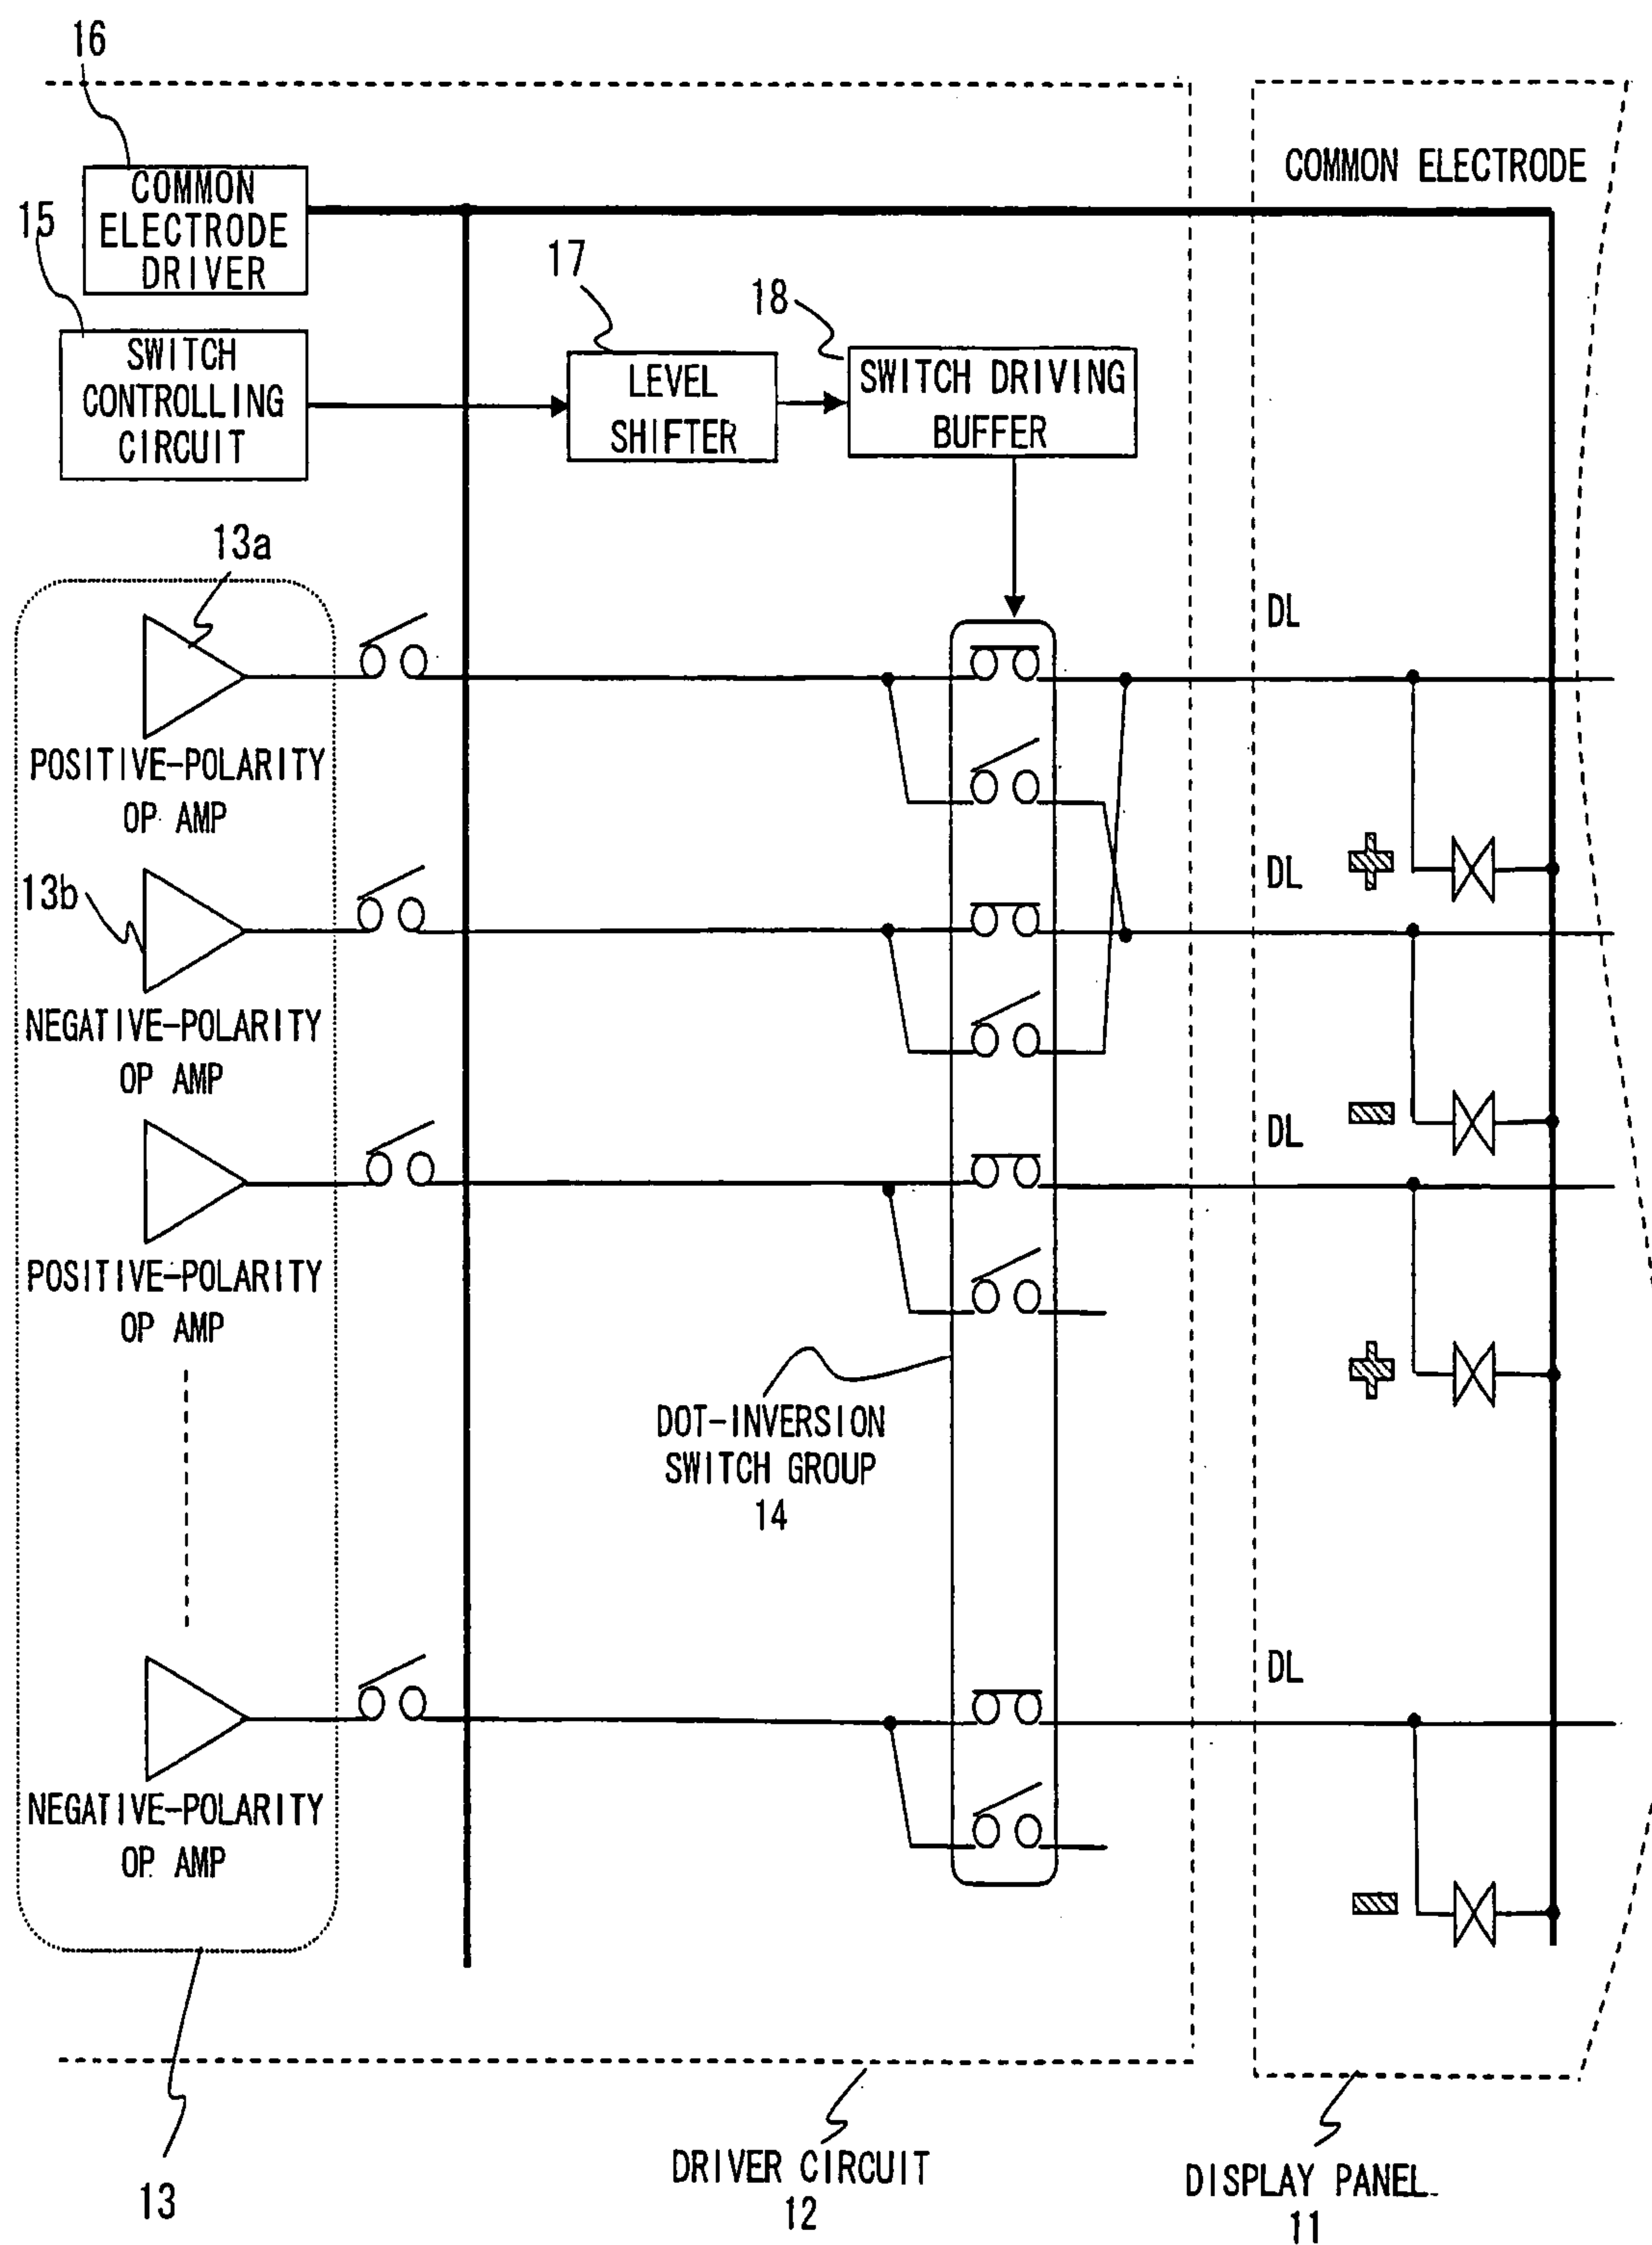 16
COMMON
ELECTRODE
DRIVER
COMMON ELECTRODE
15
SWITCH
CONTROLLING
CIRCUIT
17
LEVEL
SHIFTER
18
SWITCH DRIVING
BUFFER
13a
POSITIVE-POLARITY
OP AMP
DL
13b
NEGATIVE-POLARITY
OP AMP
DL
POSITIVE-POLARITY
OP AMP
DL
DOT-INVERSION
SWITCH GROUP
14
NEGATIVE-POLARITY
OP AMP
DL
13
DRIVER CIRCUIT
12
DISPLAY PANEL
11